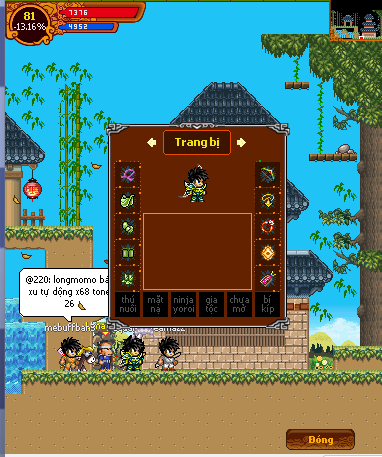 81
-13.16%
7376
4952
Trang bị
@220: longmomo bá
xu tự động x68 tone
26
mebuffbah
thú nuôi
mặt nạ
ninja yoroi
gia tộc
chưa mở
bí kíp
Đóng